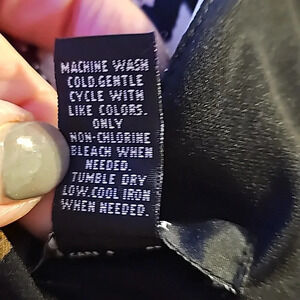 MACHINE WASH
COLD,GENTLE
CYCLE WITH
LIKE COLORS.
ONLY
NON-CHLORINE
BLEACH WHEN
NEEDED.
TUMBLE DRY
LOW.COOL IRON
WHEN NEEDED.